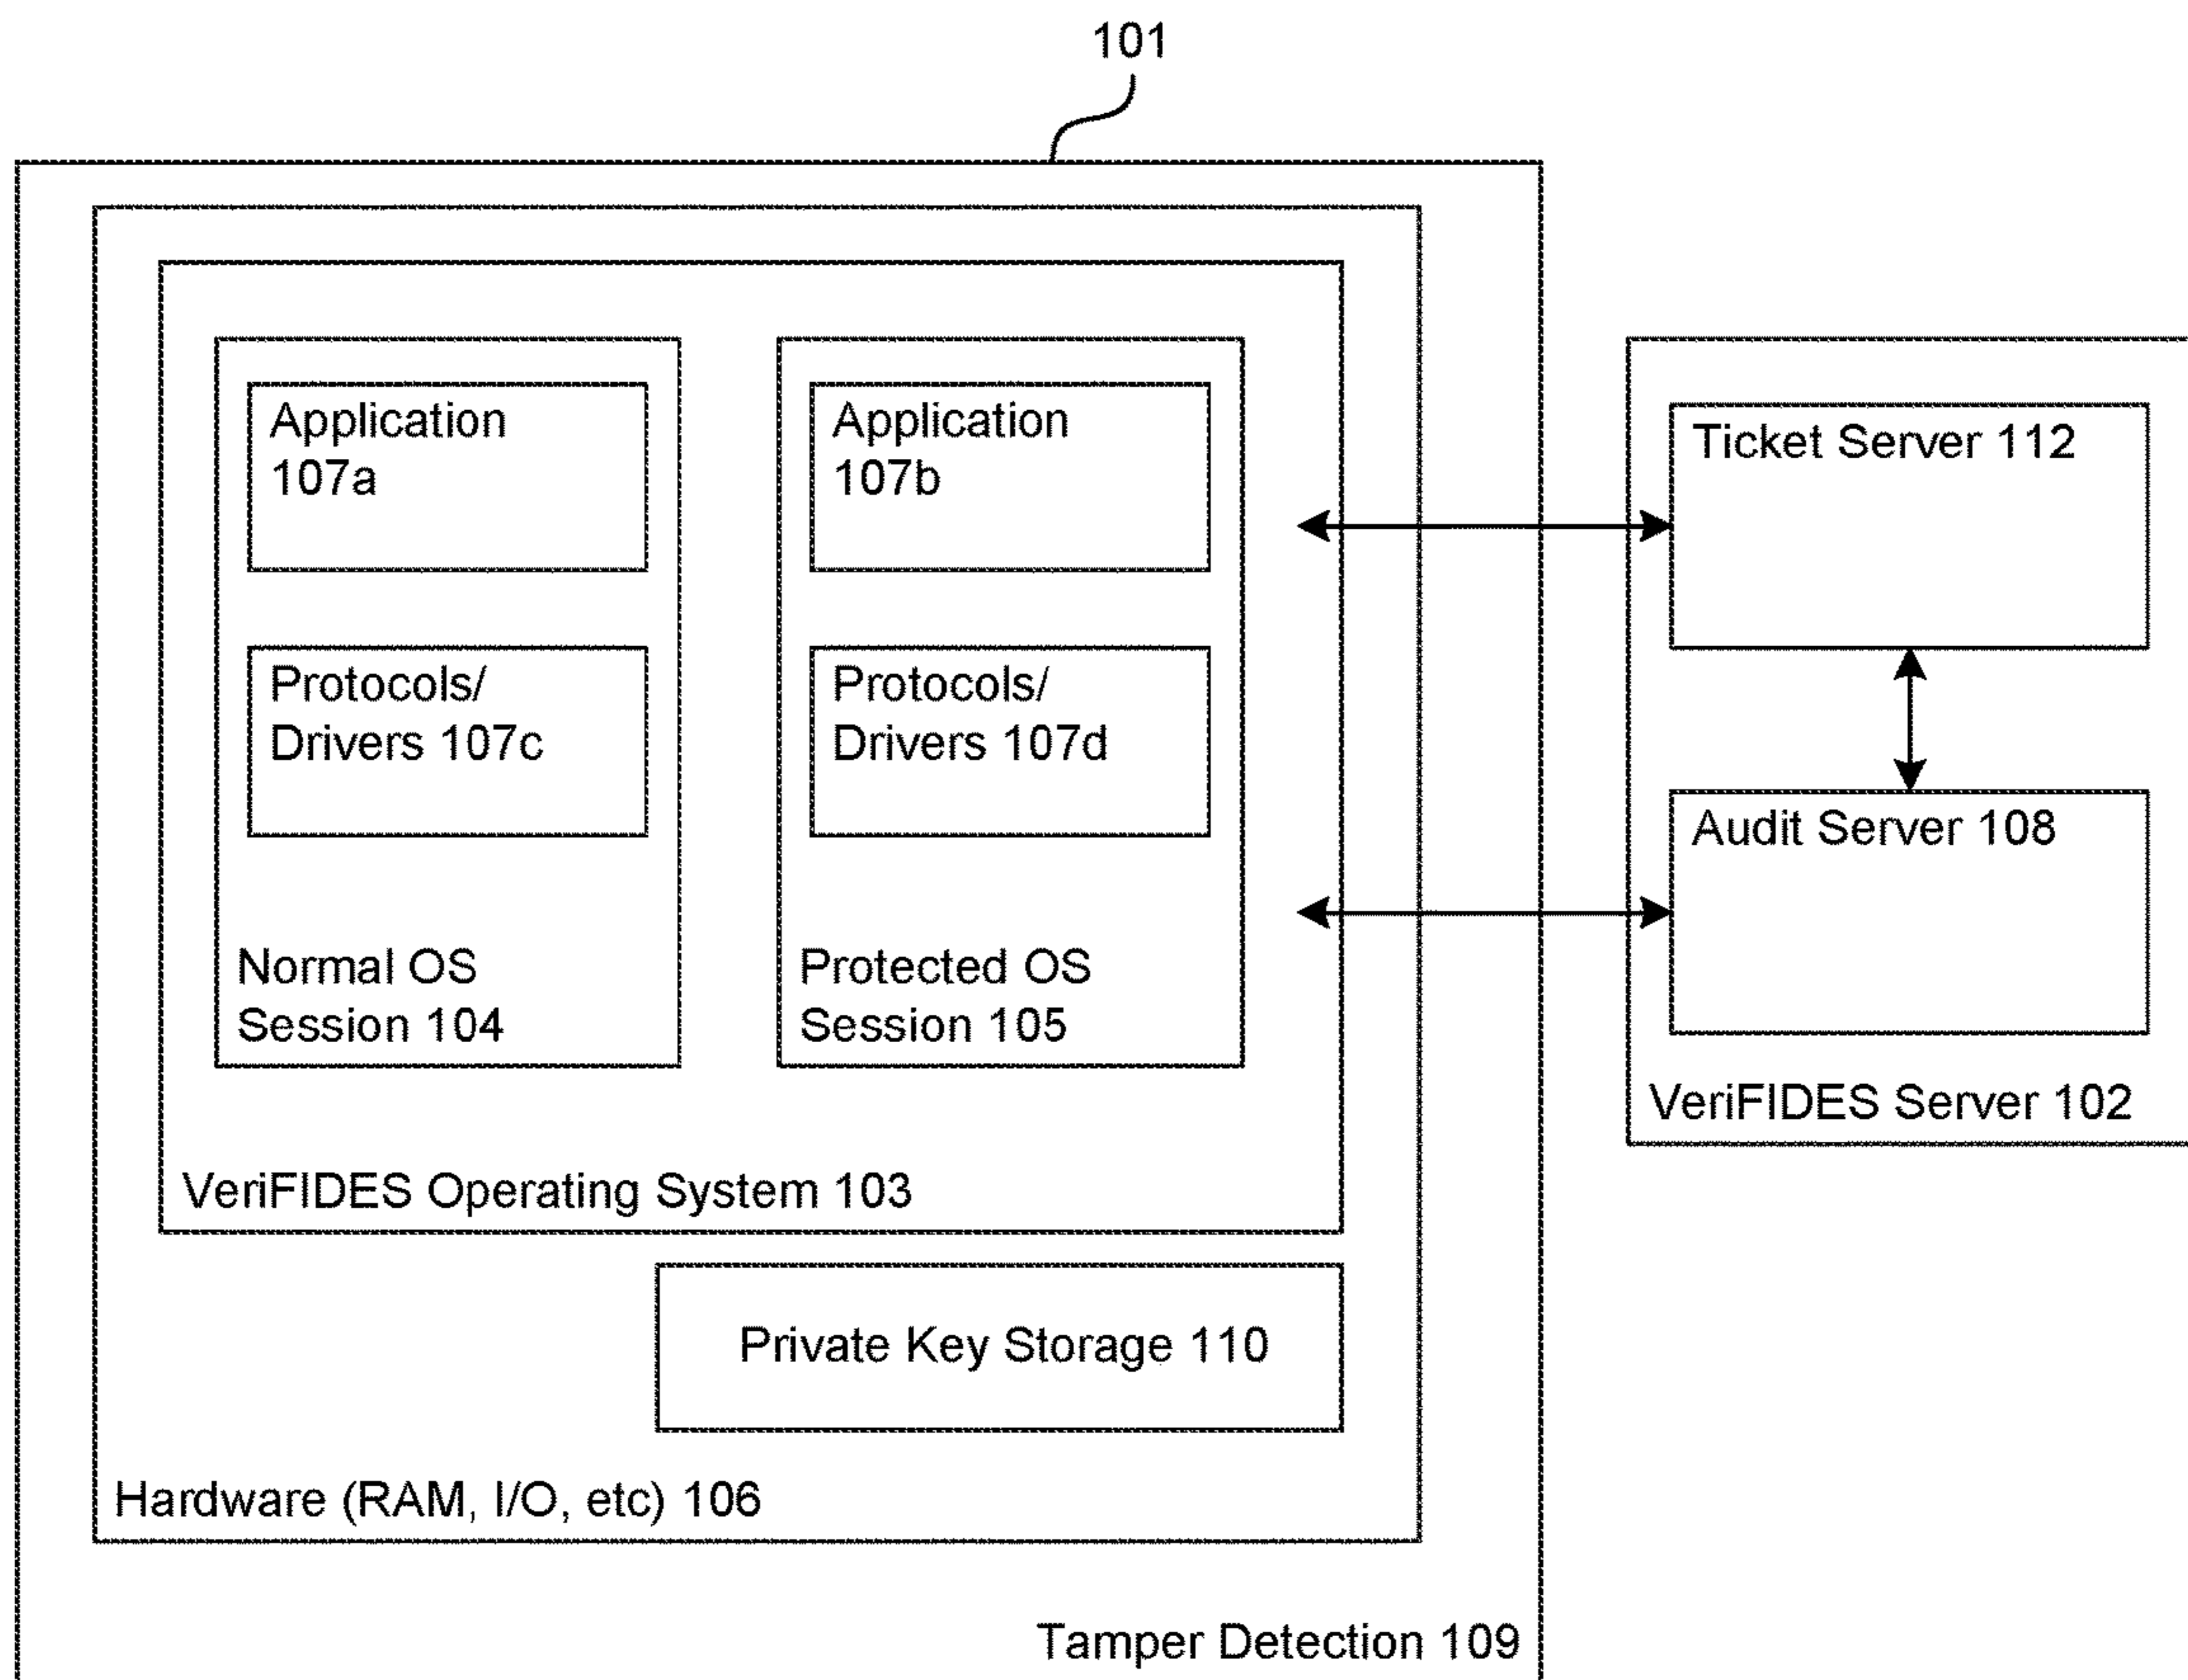 101
Application
107a
Application
107b
Protocols/
Drivers 107c
Protocols/
Drivers 107d
Normal OS
Session 104
Protected OS
Session 105
VeriFIDES Operating System 103
Private Key Storage 110
Hardware (RAM, I/O, etc) 106
Tamper Detection 109
Ticket Server 112
Audit Server 108
VeriFIDES Server 102